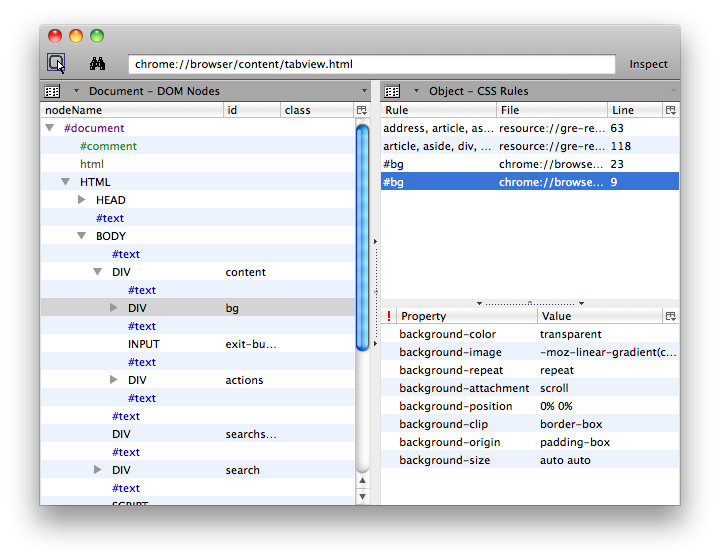 chrome://browser/content/tabview.html
Inspect
Document – DOM Nodes
nodeName id class
#document
#comment
html
HTML
HEAD
#text
BODY
#text
DIV content
#text
DIV bg
#text
INPUT exit-bu...
#text
DIV actions
#text
#text
DIV searchs...
#text
DIV search
#text
SCRIPT
Object – CSS Rules
Rule File Line
address, article, as... resource://gre-re... 63
article, aside, div, ... resource://gre-re... 118
#bg chrome://browse... 23
#bg chrome://browse... 9
! Property Value
background-color transparent
background-image -moz-linear-gradient(c...
background-repeat repeat
background-attachment scroll
background-position 0% 0%
background-clip border-box
background-origin padding-box
background-size auto auto